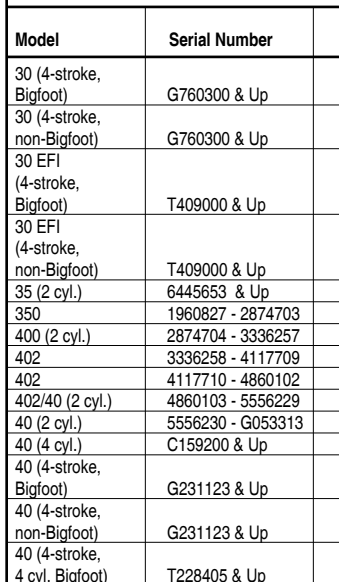 Model Serial Number
30 (4-stroke,
Bigfoot) G760300 & Up
30 (4-stroke,
non-Bigfoot) G760300 & Up
30 EFI
(4-stroke,
Bigfoot) T409000 & Up
30 EFI
(4-stroke,
non-Bigfoot) T409000 & Up
35 (2 cyl.) 6445653 & Up
350 1960827 - 2874703
400 (2 cyl.) 2874704 - 3336257
402 3336258 - 4117709
402 4117710 - 4860102
402/40 (2 cyl.) 4860103 - 5556229
40 (2 cyl.) 5556230 - G053313
40 (4 cyl.) C159200 & Up
40 (4-stroke,
Bigfoot) G231123 & Up
40 (4-stroke,
non-Bigfoot) G231123 & Up
40 (4-stroke,
4 cyl. Bigfoot) T228405 & Up